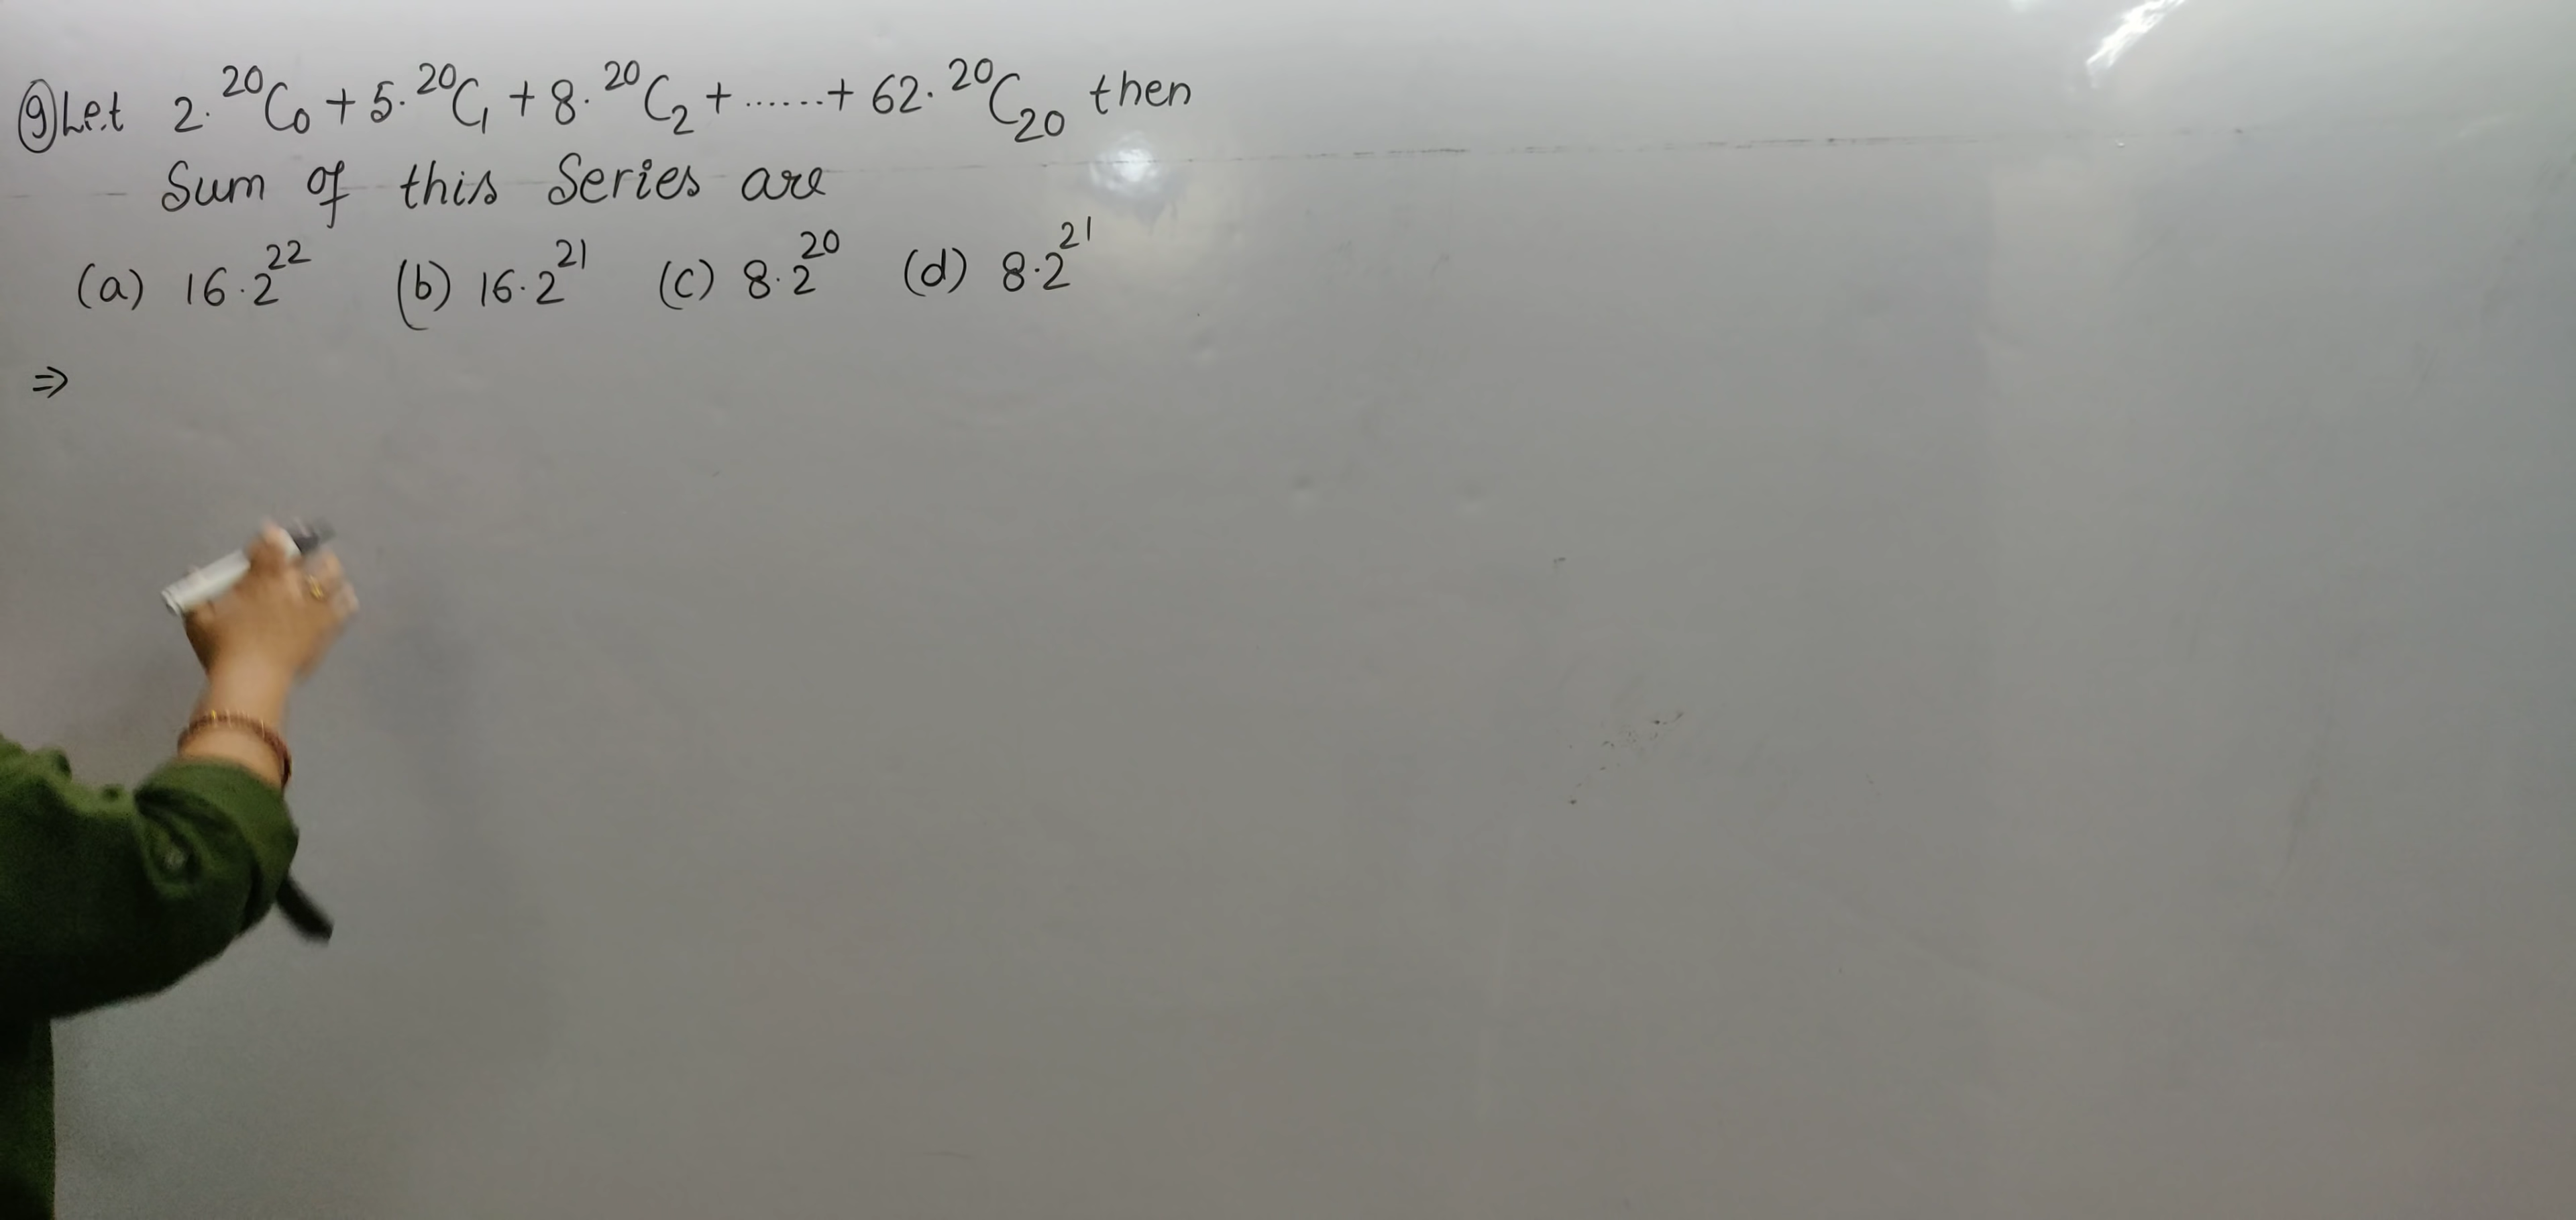 ⑨ Let 2. ²⁰C₀ + 5. ²⁰C₁ + 8. ²⁰C₂ + ...... + 62. ²⁰C₂₀ then
Sum of this Series are
(a) 16.2²² (b) 16.2²¹ (c) 8.2²⁰ (d) 8.2²¹
⇒